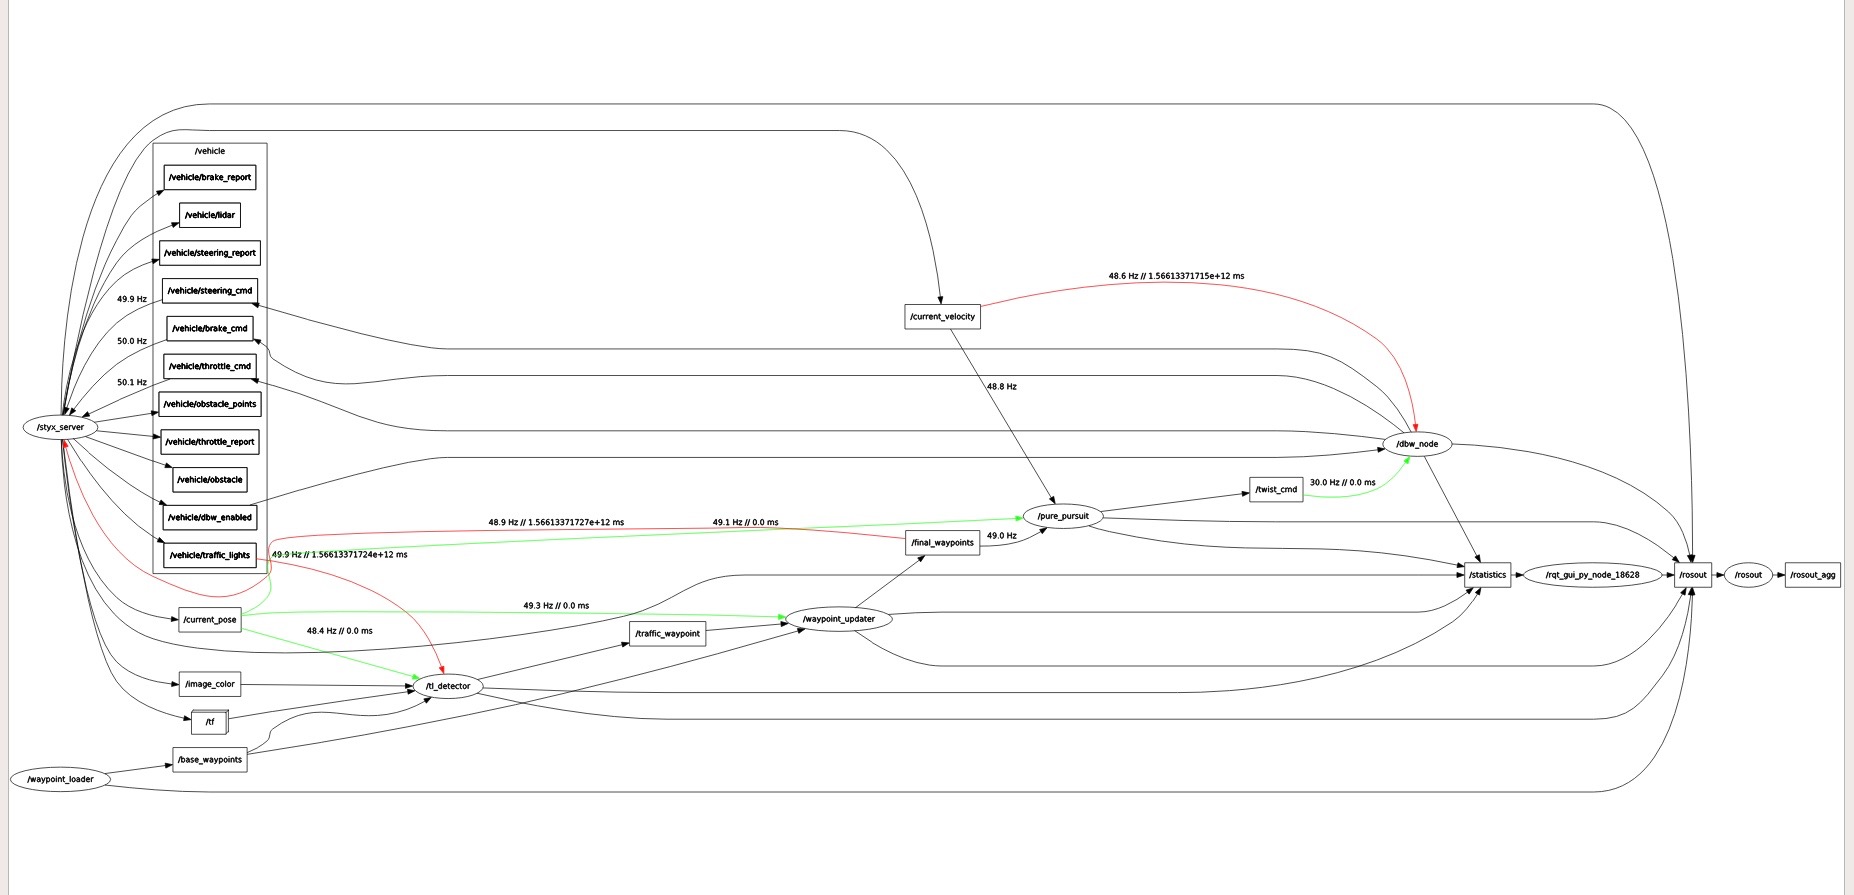 /vehicle
/vehicle/brake_report
/vehicle/lidar
/vehicle/steering_report
/vehicle/steering_cmd
49.9 Hz
/vehicle/brake_cmd
50.0 Hz
/vehicle/throttle_cmd
50.1 Hz
/vehicle/obstacle_points
/styx_server
/vehicle/throttle_report
/vehicle/obstacle
/vehicle/dbw_enabled
/vehicle/traffic_lights
48.6 Hz // 1.56613371715e+12 ms
/current_velocity
48.8 Hz
/dbw_node
30.0 Hz // 0.0 ms
/twist_cmd
/pure_pursuit
48.9 Hz // 1.56613371727e+12 ms
49.1 Hz // 0.0 ms
49.0 Hz
/final_waypoints
49.9 Hz // 1.56613371724e+12 ms
/statistics
/rqt_gui_py_node_18628
/rosout
/rosout
/rosout_agg
/current_pose
49.3 Hz // 0.0 ms
48.4 Hz // 0.0 ms
/waypoint_updater
/traffic_waypoint
/image_color
/tl_detector
/tf
/base_waypoints
/waypoint_loader